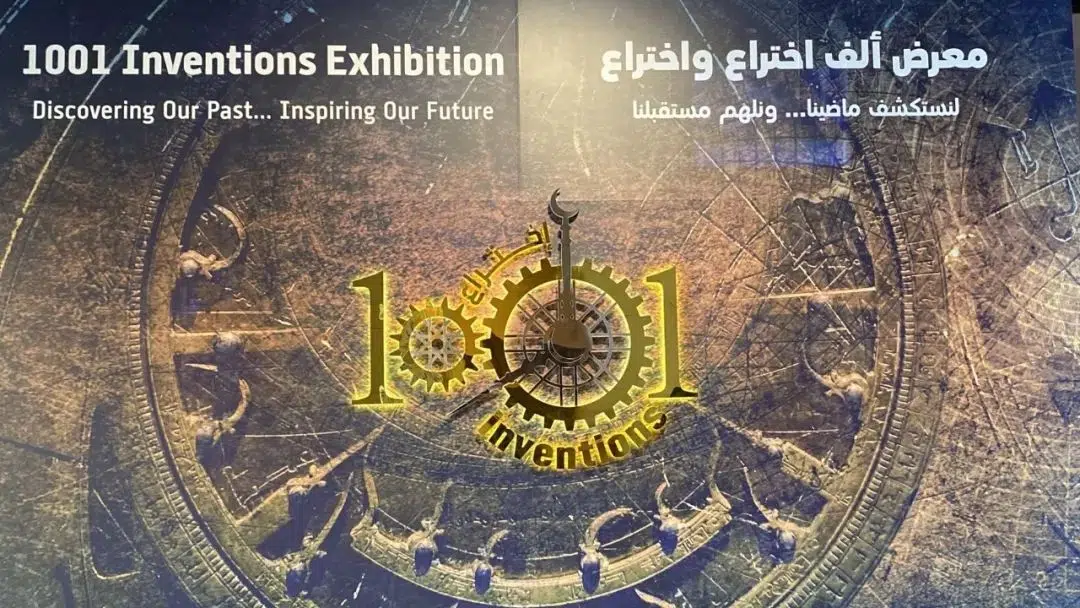 1001 Inventions Exhibition
Discovering Our Past... Inspiring Our Future
معرض ألف اختراع واختراع
لنستكشف ماضينا... ونلهم مستقبلنا
إختراع
1001
inventions